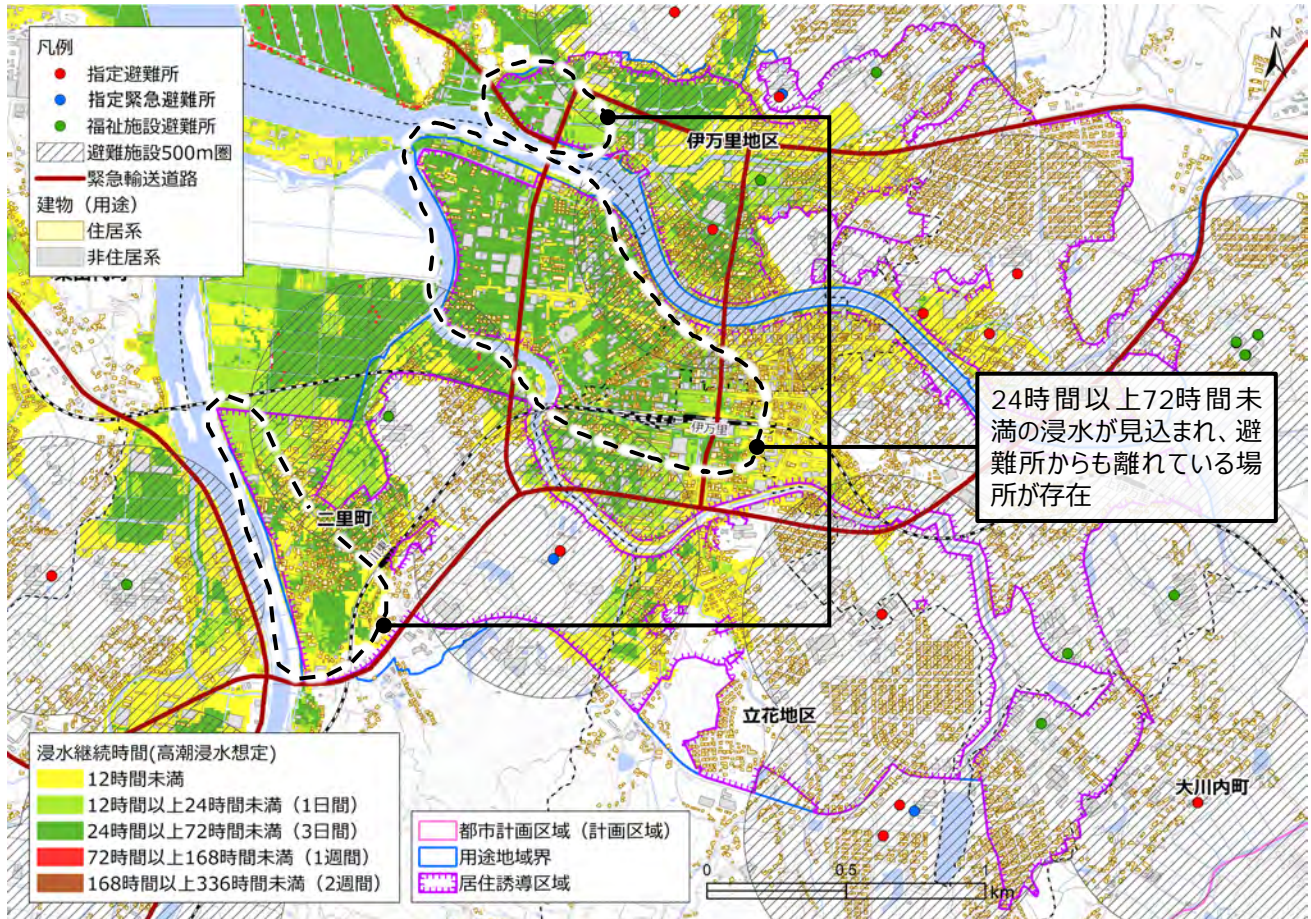 凡例
指定避難所
指定緊急避難所
福祉施設避難所
避難施設500m圏
緊急輸送道路
建物（用途）
住居系
非住居系
N
伊万里地区
24時間以上72時間未
満の浸水が見込まれ、避
難所からも離れている場
所が存在
伊万里
二里町
立花地区
大川内町
浸水継続時間(高潮浸水想定)
12時間未満
12時間以上24時間未満（1日間）
24時間以上72時間未満（3日間）
72時間以上168時間未満（1週間）
168時間以上336時間未満（2週間）
都市計画区域（計画区域）
用途地域界
居住誘導区域
0 0.5 1
km